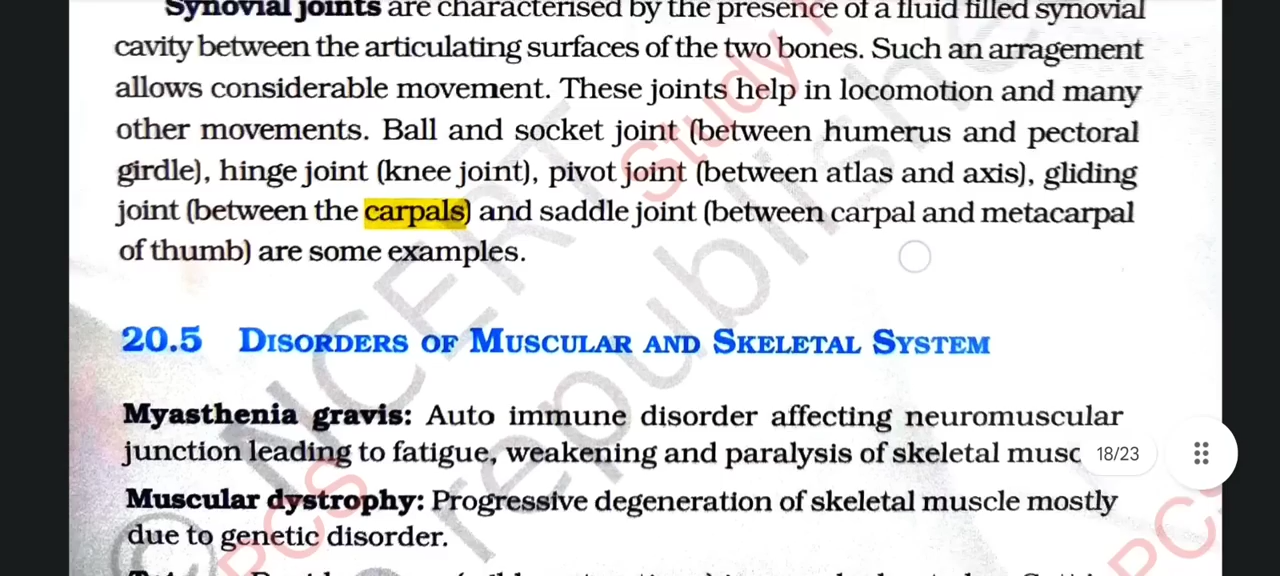 Synovial joints are characterised by the presence of a fluid filled synovial
cavity between the articulating surfaces of the two bones. Such an arragement
allows considerable movement. These joints help in locomotion and many
other movements. Ball and socket joint (between humerus and pectoral
girdle), hinge joint (knee joint), pivot joint (between atlas and axis), gliding
joint (between the carpals) and saddle joint (between carpal and metacarpal
of thumb) are some examples.
20.5 DISORDERS OF MUSCULAR AND SKELETAL SYSTEM
Myasthenia gravis: Auto immune disorder affecting neuromuscular
junction leading to fatigue, weakening and paralysis of skeletal musc
18/23
Muscular dystrophy: Progressive degeneration of skeletal muscle mostly
due to genetic disorder.
© NCERT
republishe
Study
PCS
PCS